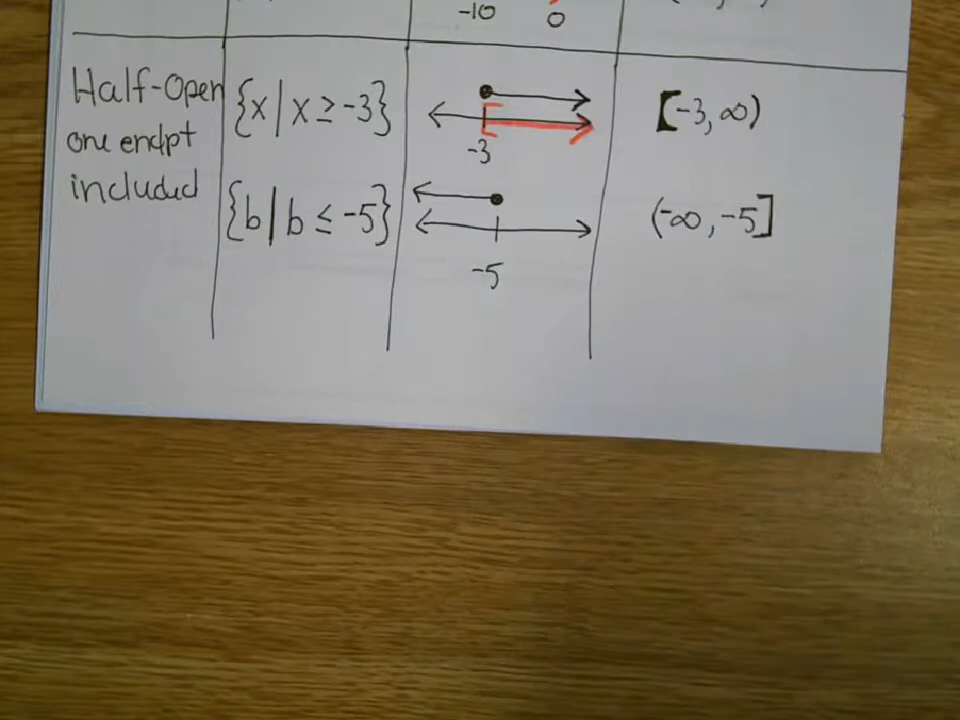 -10 0
Half-Open {x | x ≥ -3} -3 [-3, ∞)
one endpt
included
{b | b ≤ -5} -5 (-∞, -5]